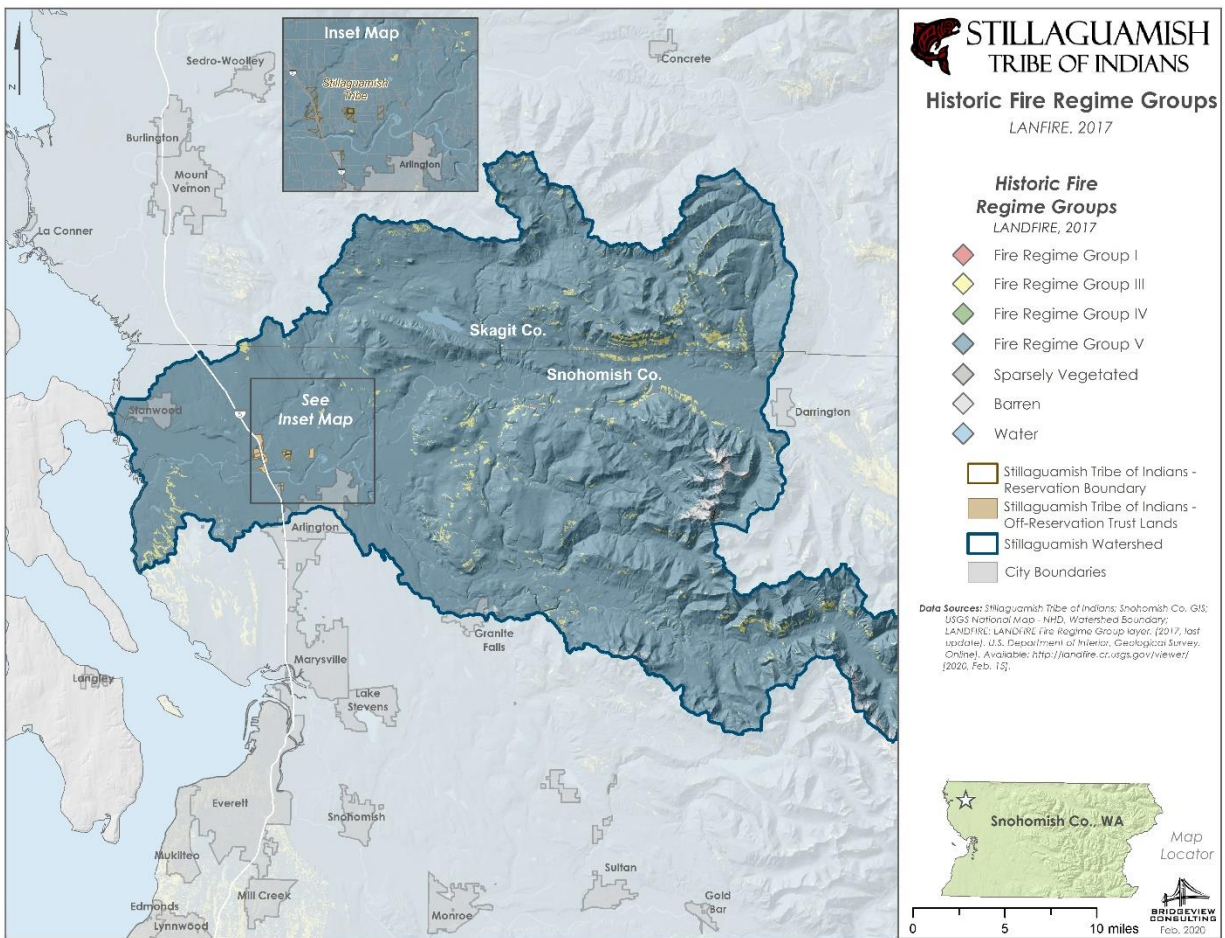 Inset Map
Stillaguamish
Tribe
Arlington
N
Sedro-Woolley
Concrete
Burlington
Mount
Vernon
La Conner
Skagit Co.
Snohomish Co.
See
Inset Map
Stanwood
Darrington
Arlington
Granite
Falls
Marysville
Lake
Stevens
Langley
Everett
Snohomish
Mukilteo
Mill Creek
Sultan
Gold
Bar
Monroe
Edmonds
Lynnwood
STILLAGUAMISH
TRIBE OF INDIANS
Historic Fire Regime Groups
LANFIRE. 2017
Historic Fire
Regime Groups
LANDFIRE, 2017
Fire Regime Group I
Fire Regime Group III
Fire Regime Group IV
Fire Regime Group V
Sparsely Vegetated
Barren
Water
Stillaguamish Tribe of Indians -
Reservation Boundary
Stillaguamish Tribe of Indians -
Off-Reservation Trust Lands
Stillaguamish Watershed
City Boundaries
Data Sources: Stillaguamish Tribe of Indians; Snohomish Co. GIS;
USGS National Map - NHD, Watershed Boundary;
LANDFIRE: LANDFIRE Fire Regime Group layer. (2017, last
update). U.S. Department of Interior, Geological Survey.
Online). Available: http://landfire.cr.usgs.gov/viewer/
[2020, Feb. 15].
Snohomish Co., WA
Map
Locator
0 5 10 miles
BRIDGEVIEW
CONSULTING
Feb. 2020